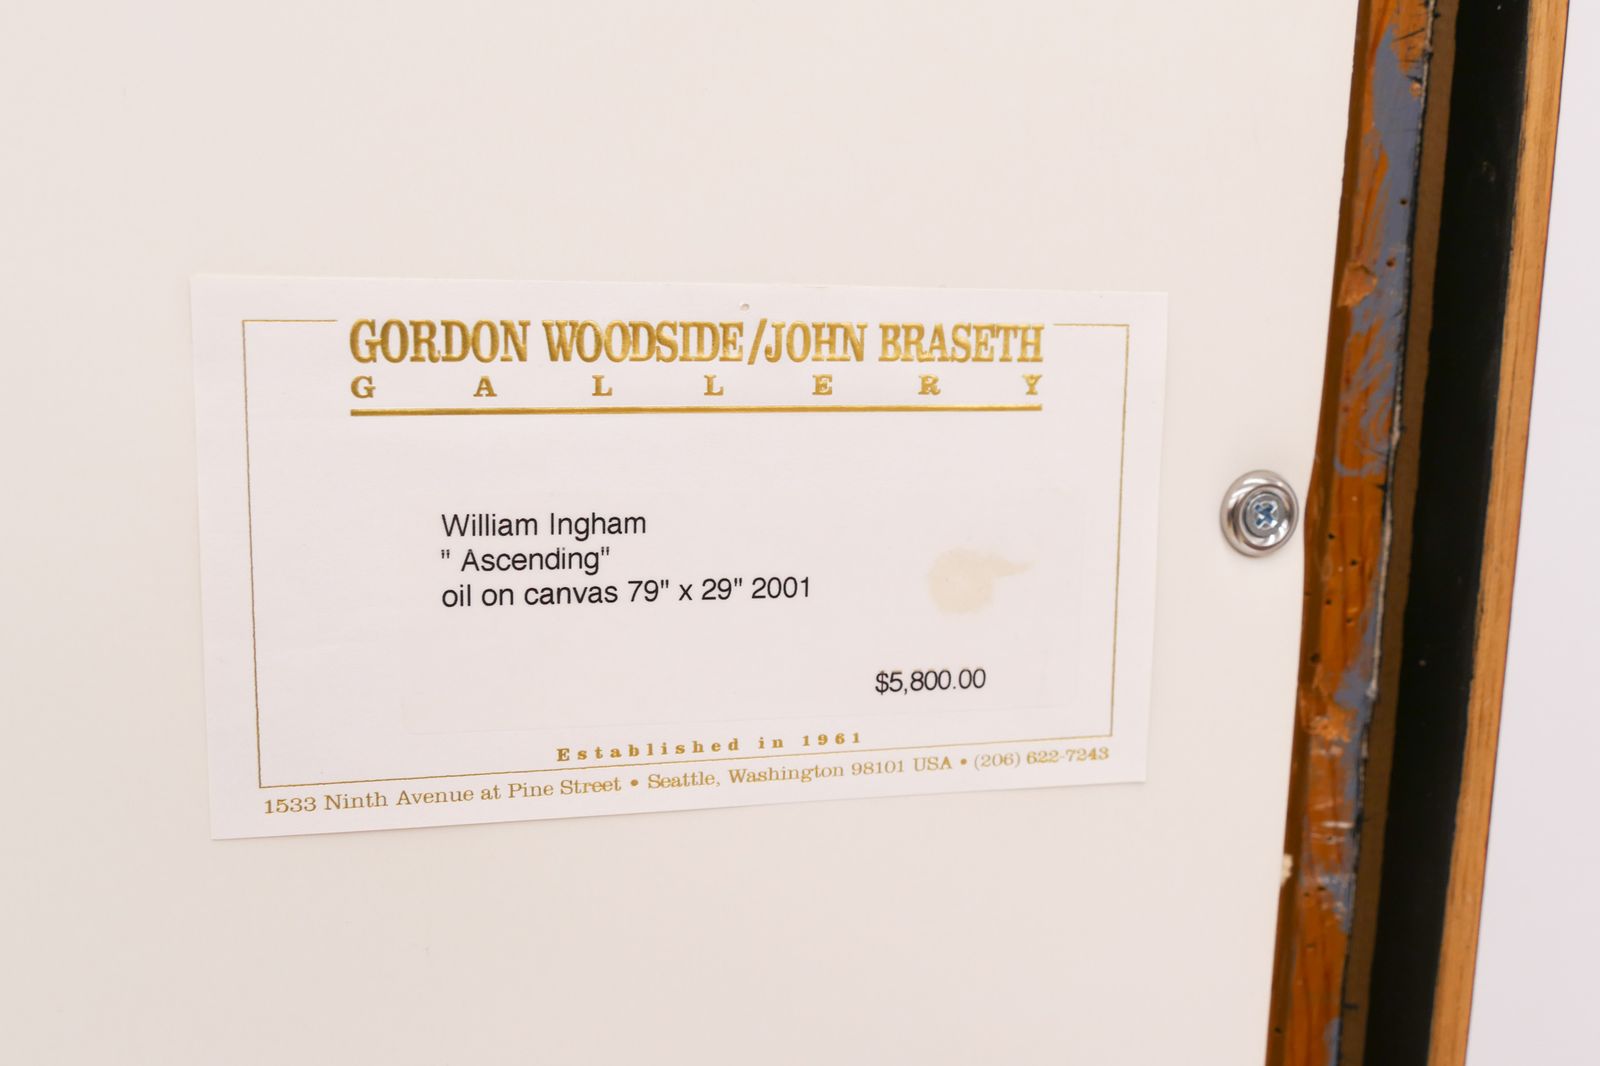 GORDON WOODSIDE/JOHN BRASETH
GALLERY
William Ingham
" Ascending"
oil on canvas 79" x 29" 2001
$5,800.00
Established in 1961
1533 Ninth Avenue at Pine Street • Seattle, Washington 98101 USA • (206) 622-7243